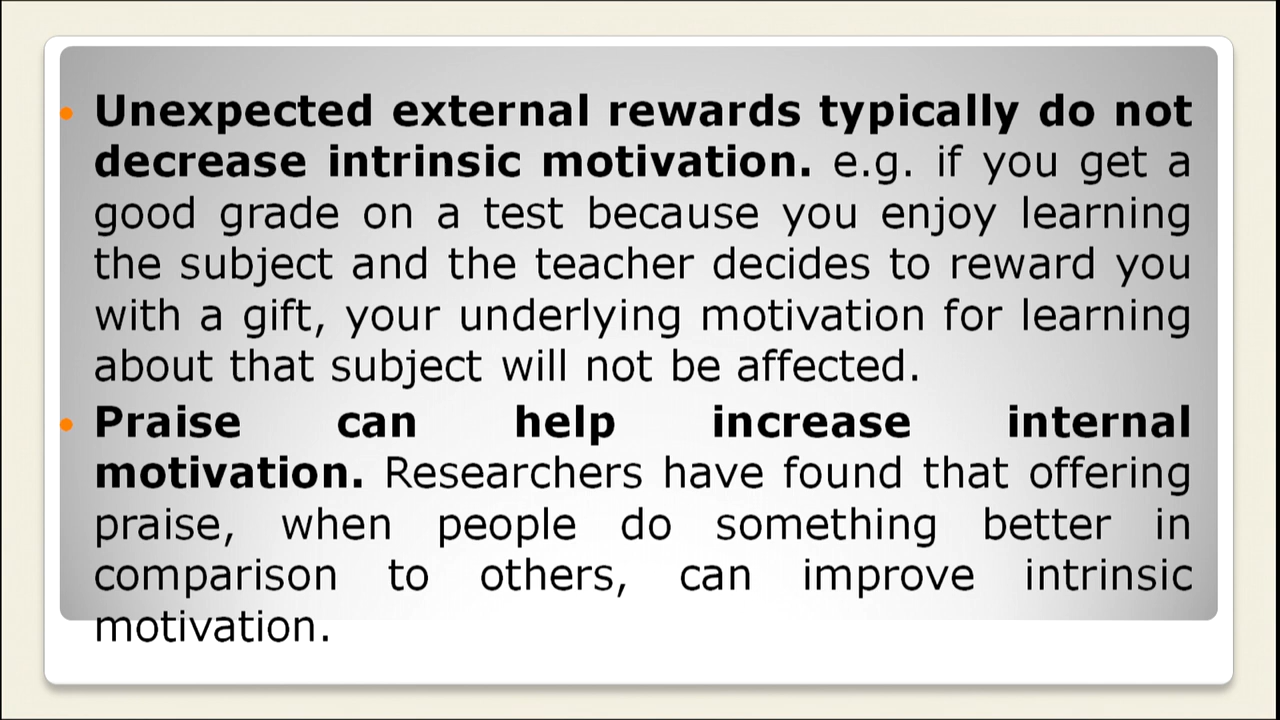 • Unexpected external rewards typically do not
decrease intrinsic motivation. e.g. if you get a
good grade on a test because you enjoy learning
the subject and the teacher decides to reward you
with a gift, your underlying motivation for learning
about that subject will not be affected.
• Praise can help increase internal
motivation. Researchers have found that offering
praise, when people do something better in
comparison to others, can improve intrinsic
motivation.